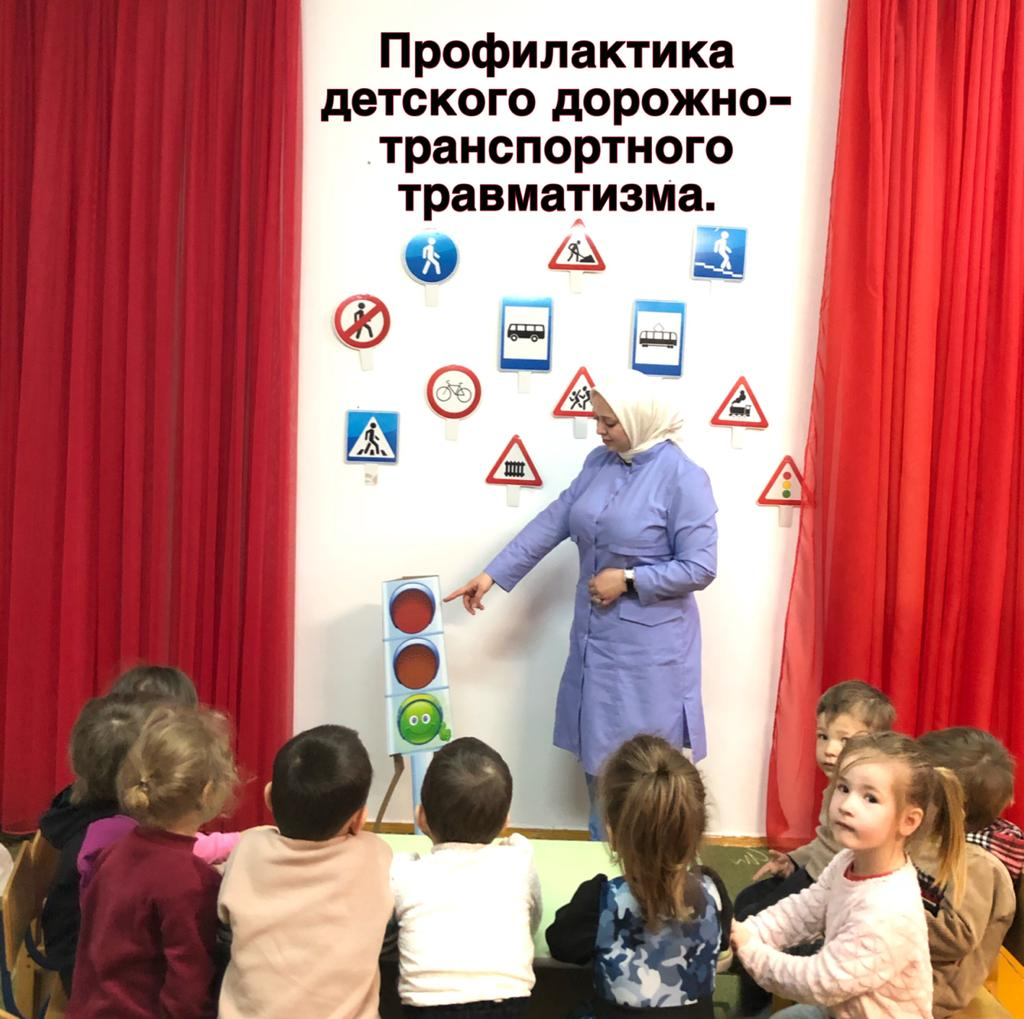 Профилактика
детского дорожно-
транспортного
травматизма.